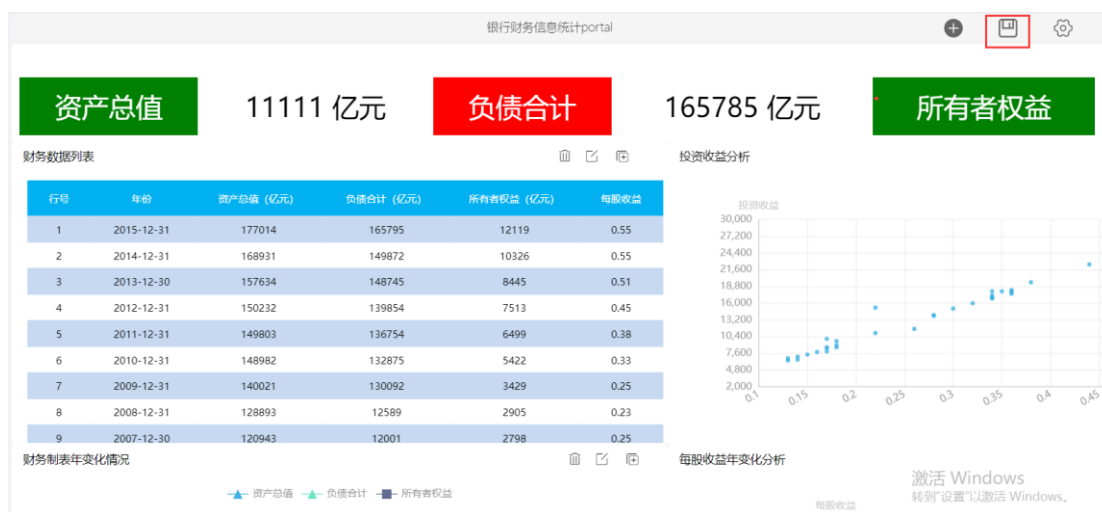 银行财务信息统计portal
资产总值 11111 亿元 负债合计 165785 亿元 所有者权益
财务数据列表 投资收益分析
行号 年份 资产总值 (亿元) 负债合计 (亿元) 所有者权益 (亿元) 每股收益
1 2015-12-31 177014 165795 12119 0.55
2 2014-12-31 168931 149872 10326 0.55
3 2013-12-30 157634 148745 8445 0.51
4 2012-12-31 150232 139854 7513 0.45
5 2011-12-31 149803 136754 6499 0.38
6 2010-12-31 148982 132875 5422 0.33
7 2009-12-31 140021 130092 3429 0.25
8 2008-12-31 128893 12589 2905 0.23
9 2007-12-30 120943 12001 2798 0.25
投资收益
30,000
27,200
24,400
21,600
18,800
16,000
13,200
10,400
7,600
4,800
2,000
0.1 0.15 0.2 0.25 0.3 0.35 0.4 0.45
财务制表年变化情况 每股收益年变化分析
资产总值 负债合计 所有者权益
每股收益
激活 Windows
转到"设置"以激活 Windows。